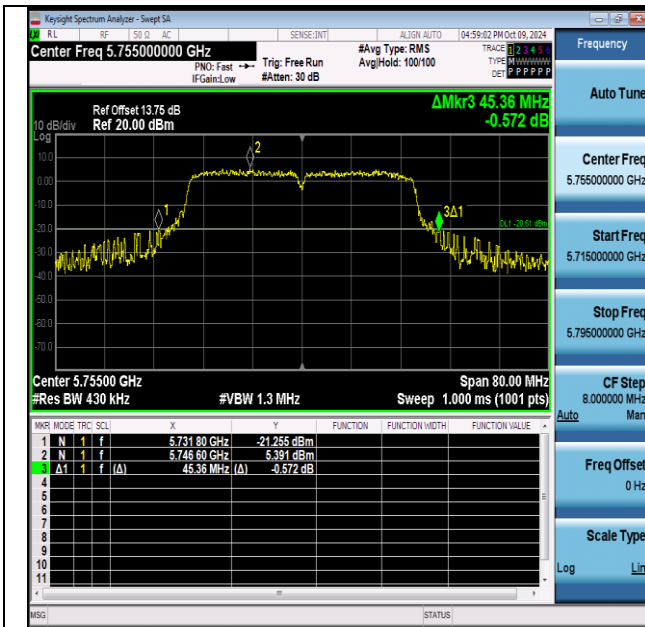 Keysight Spectrum Analyzer - Swept SA
RL RF 50 Ω AC SENSE:INT ALIGN AUTO 04:59:02 PM Oct 09, 2024
Center Freq 5.755000000 GHz
PNO: Fast
IFGain:Low
Trig: Free Run
#Atten: 30 dB
#Avg Type: RMS
Avg|Hold: 100/100
TRACE 1 2 3 4 5 6
TYPE M W W W W W
DET P P P P P P
Ref Offset 13.75 dB
Ref 20.00 dBm
10 dB/div
Log
ΔMkr3 45.36 MHz
-0.572 dB
10.0
0.00
-10.0
-20.0
-30.0
-40.0
-50.0
-60.0
-70.0
1
2
3Δ1
DL1 -20.61 dBm
Center 5.75500 GHz Span 80.00 MHz
#Res BW 430 kHz #VBW 1.3 MHz Sweep 1.000 ms (1001 pts)
MKR MODE TRC SCL X Y FUNCTION FUNCTION WIDTH FUNCTION VALUE
1 N 1 f 5.731 80 GHz -21.255 dBm
2 N 1 f 5.746 60 GHz 5.391 dBm
3 Δ1 1 f (Δ) 45.36 MHz (Δ) -0.572 dB
4
5
6
7
8
9
10
11
MSG STATUS
Frequency
Auto Tune
Center Freq
5.755000000 GHz
Start Freq
5.715000000 GHz
Stop Freq
5.795000000 GHz
CF Step
8.000000 MHz
Auto Man
Freq Offset
0 Hz
Scale Type
Log Lin